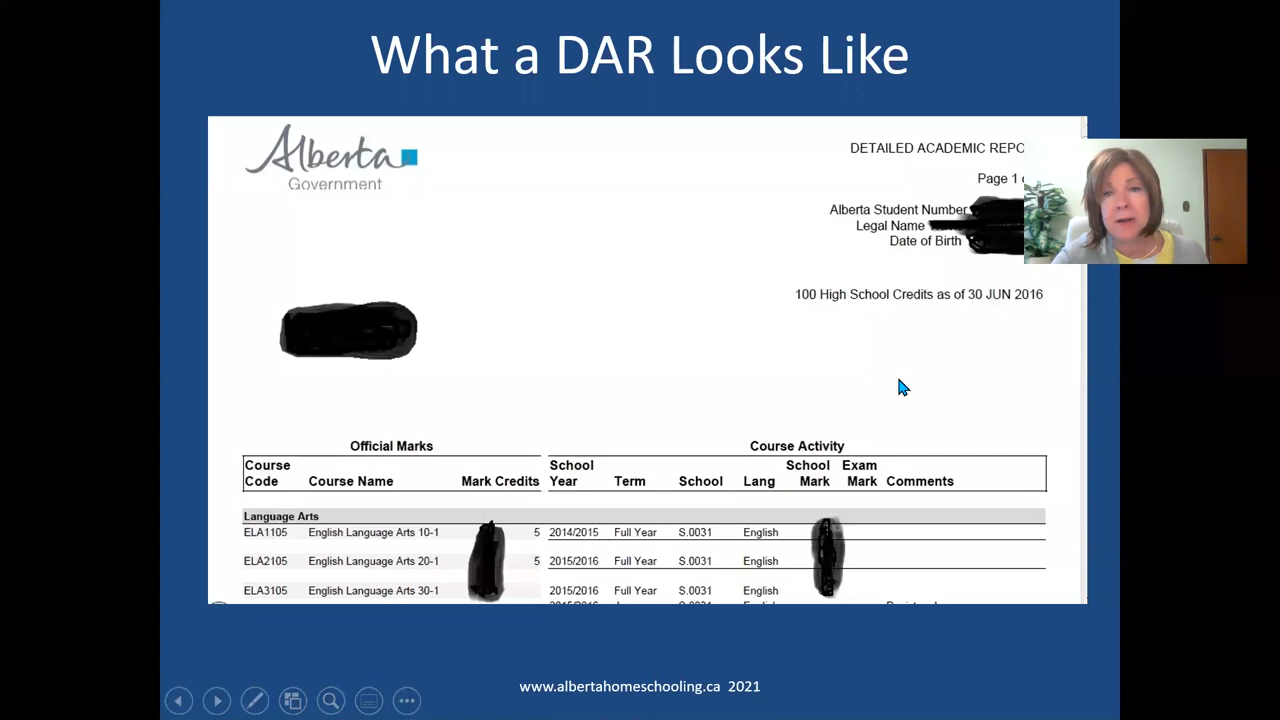 What a DAR Looks Like
Alberta
Government
DETAILED ACADEMIC REPO
Page 1
Alberta Student Number
Legal Name
Date of Birth
100 High School Credits as of 30 JUN 2016
Official Marks
Course Activity
Course Code Course Name Mark Credits School Year Term School Lang School Mark Exam Mark Comments
Language Arts
ELA1105 English Language Arts 10-1 5 2014/2015 Full Year S.0031 English
ELA2105 English Language Arts 20-1 5 2015/2016 Full Year S.0031 English
ELA3105 English Language Arts 30-1 2015/2016 Full Year S.0031 English
www.albertahomeschooling.ca 2021